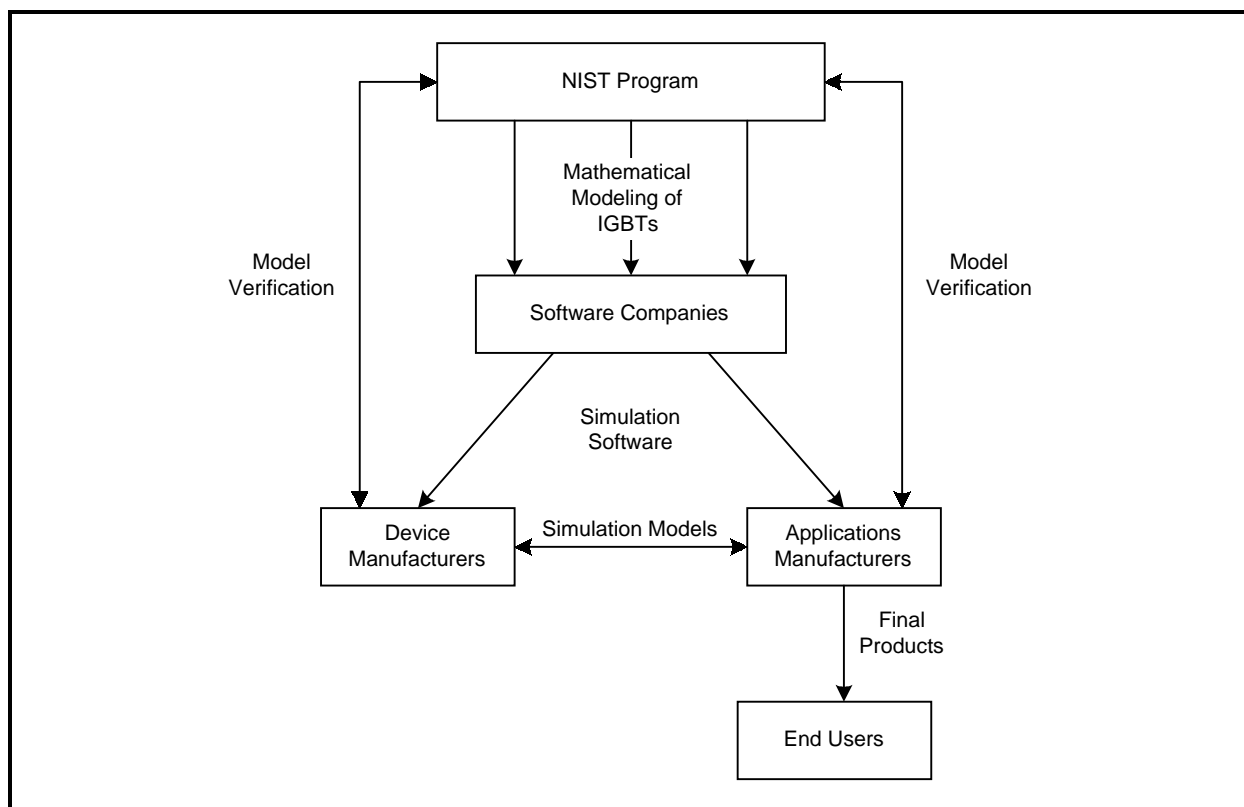 NIST Program
Mathematical
Modeling of
IGBTs
Model
Verification
Model
Verification
Software Companies
Simulation
Software
Device
Manufacturers
Simulation Models
Applications
Manufacturers
Final
Products
End Users